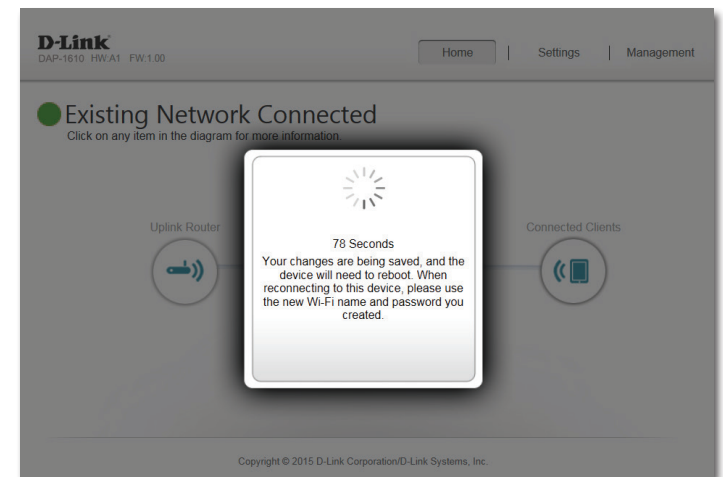 D-Link
DAP-1610 HW:A1 FW:1.00
Home | Settings | Management
Existing Network Connected
Click on any item in the diagram for more information.
Uplink Router
Connected Clients
78 Seconds
Your changes are being saved, and the
device will need to reboot. When
reconnecting to this device, please use
the new Wi-Fi name and password you
created.
Copyright © 2015 D-Link Corporation/D-Link Systems, Inc.